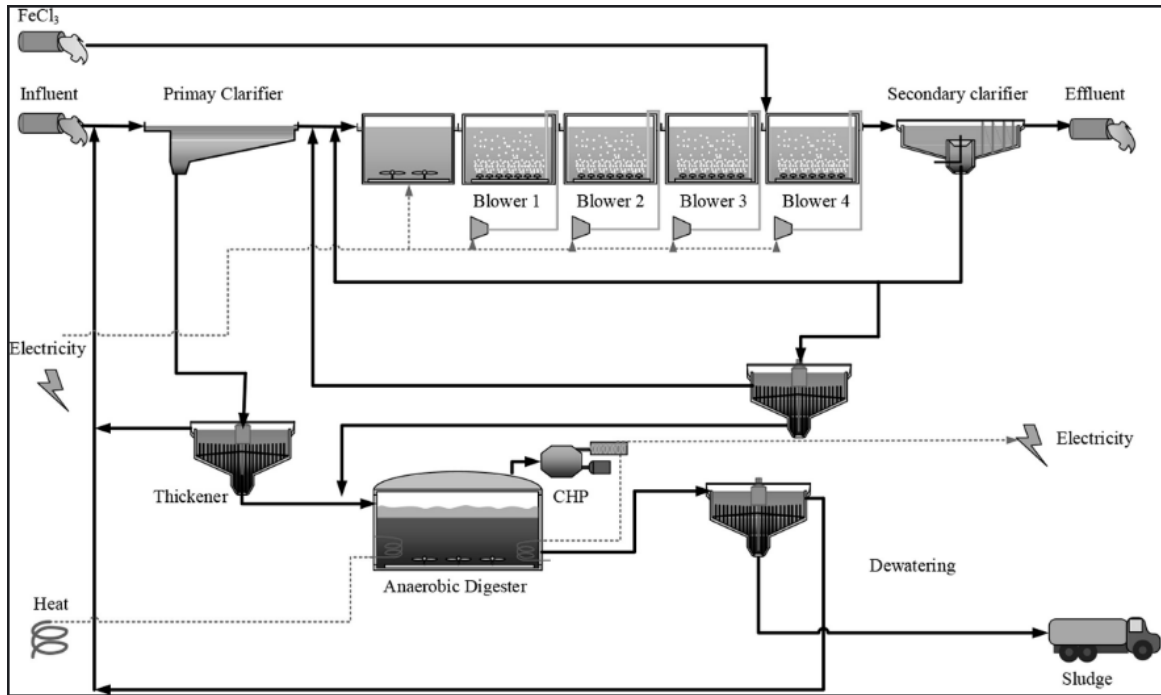 FeCl₃
Influent
Primay Clarifier
Secondary clarifier
Effluent
Blower 1
Blower 2
Blower 3
Blower 4
Electricity
Electricity
Thickener
CHP
Anaerobic Digester
Dewatering
Heat
Sludge